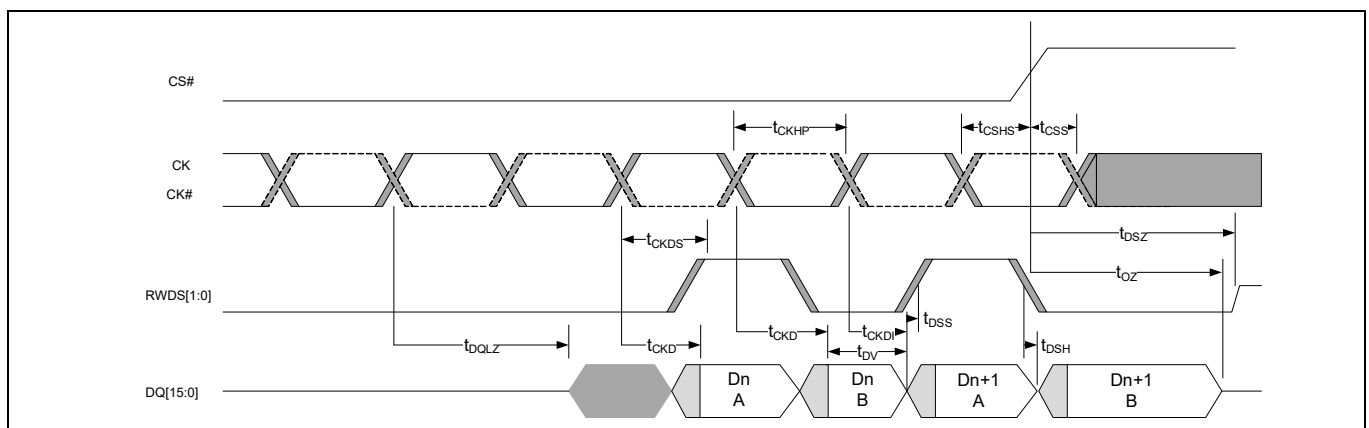 CS#
tCKHP
tCSHS
tCSS
CK
CK#
tCKDS
tDSZ
tOZ
RWDS[1:0]
tDSS
tCKD
tCKDI
tDQLZ
tCKD
tDV
tDSH
DQ[15:0]
Dn
A
Dn
B
Dn+1
A
Dn+1
B